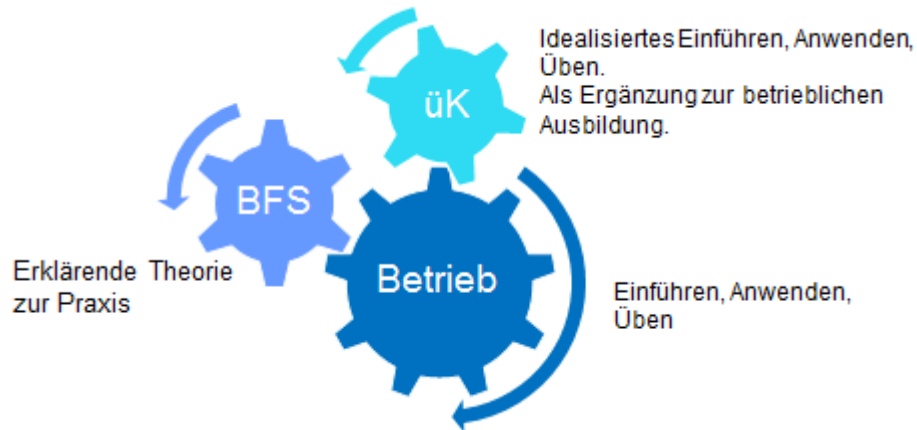 Idealisiertes Einführen, Anwenden,
Üben.
Als Ergänzung zur betrieblichen
Ausbildung.
üK
BFS
Erklärende Theorie
zur Praxis
Betrieb
Einführen, Anwenden,
Üben